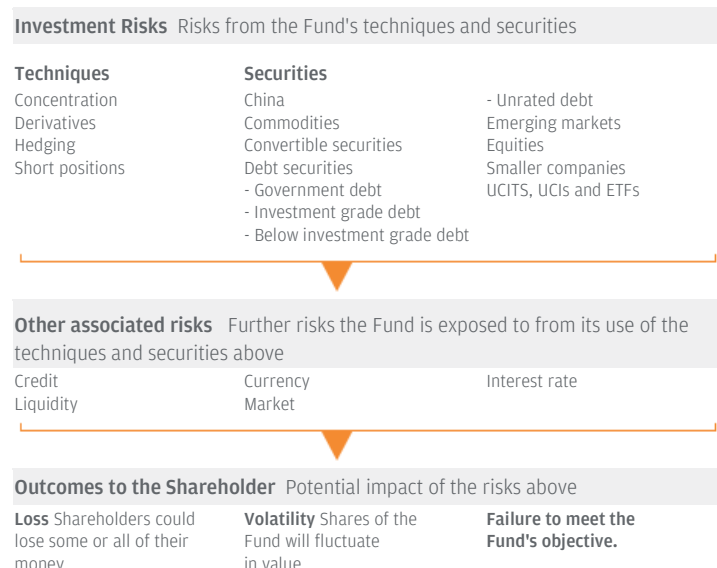 Investment Risks Risks from the Fund's techniques and securities
Techniques
Concentration
Derivatives
Hedging
Short positions
Securities
China
Commodities
Convertible securities
Debt securities
- Government debt
- Investment grade debt
- Below investment grade debt
- Unrated debt
Emerging markets
Equities
Smaller companies
UCITS, UCIs and ETFs
Other associated risks Further risks the Fund is exposed to from its use of the
techniques and securities above
Credit
Liquidity
Currency
Market
Interest rate
Outcomes to the Shareholder Potential impact of the risks above
Loss Shareholders could
lose some or all of their
money
Volatility Shares of the
Fund will fluctuate
in value
Failure to meet the
Fund's objective.